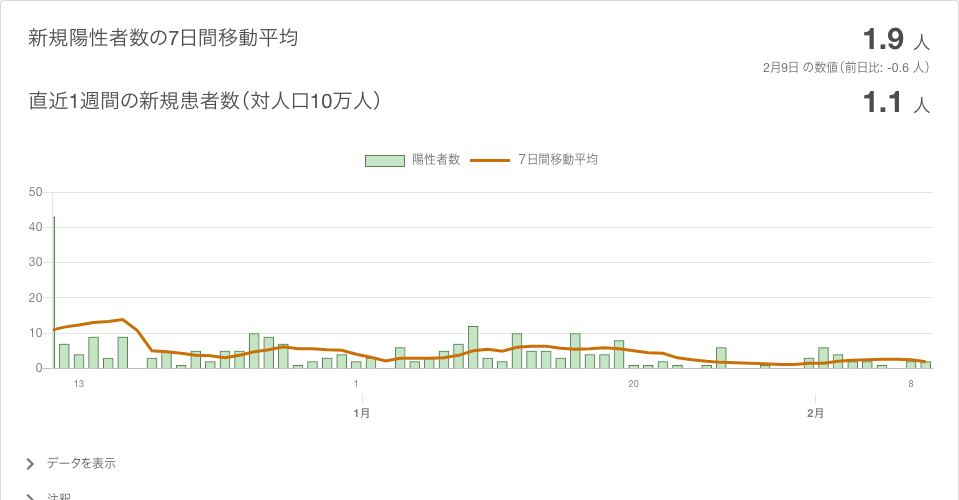 新規陽性者数の7日間移動平均
1.9 人
2月9日 の数値（前日比: -0.6 人）
直近1週間の新規患者数（対人口10万人）
1.1 人
陽性者数 7日間移動平均
50
40
30
20
10
0
13 1 20 8
1月 2月
データを表示
注釈